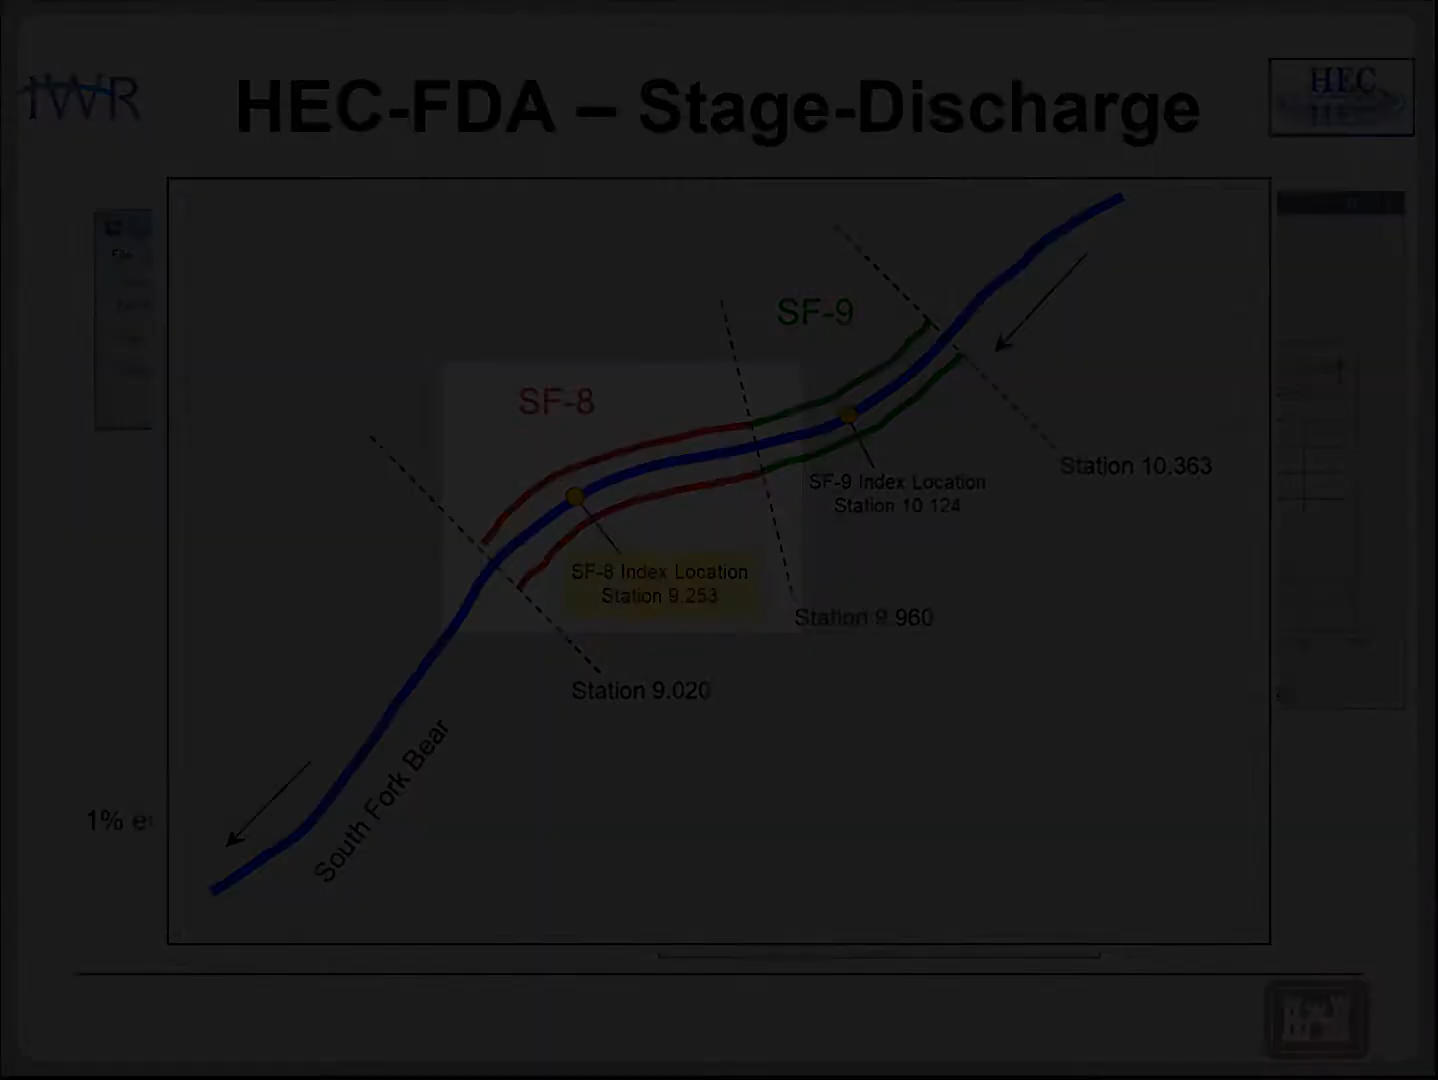 IWR
HEC-FDA – Stage-Discharge
HEC
File
SF-9
SF-8
Station 10.363
SF-9 Index Location
Station 10.124
SF-8 Index Location
Station 9.253
Station 9.960
Station 9.020
South Fork Bear
1%